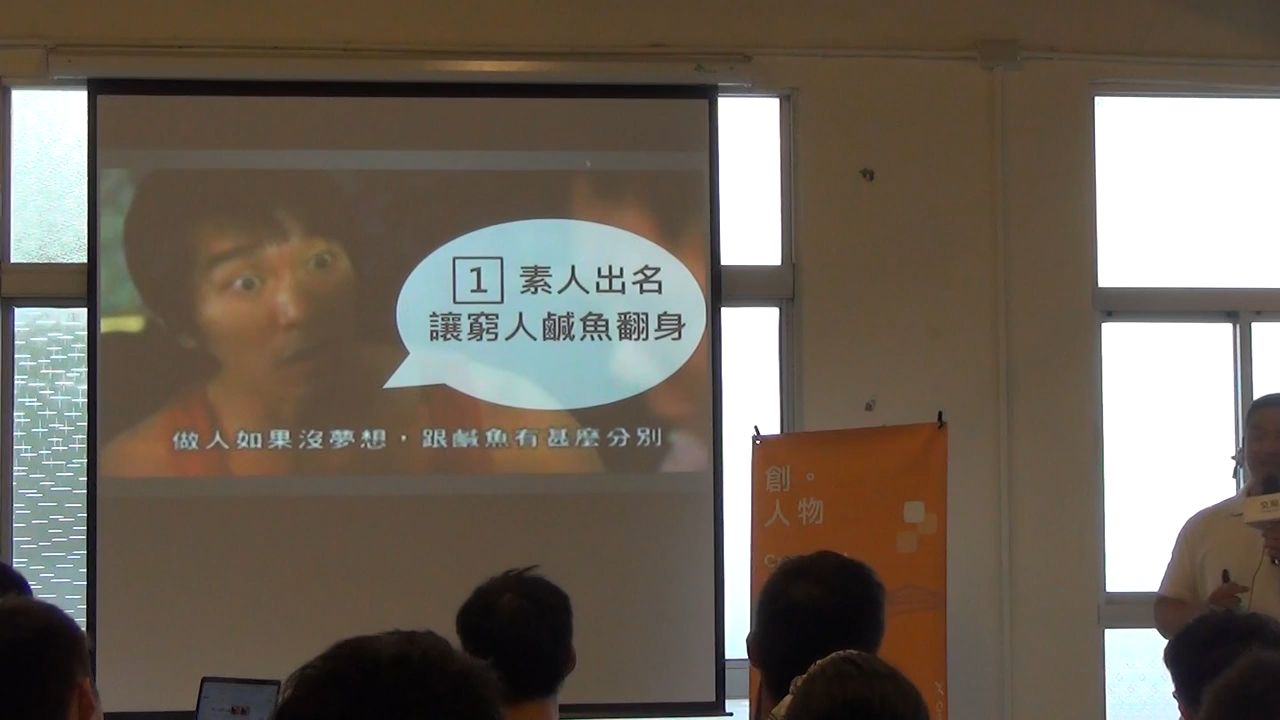 1 素人出名
讓窮人鹹魚翻身
做人如果沒夢想，跟鹹魚有甚麼分別
創。
人物